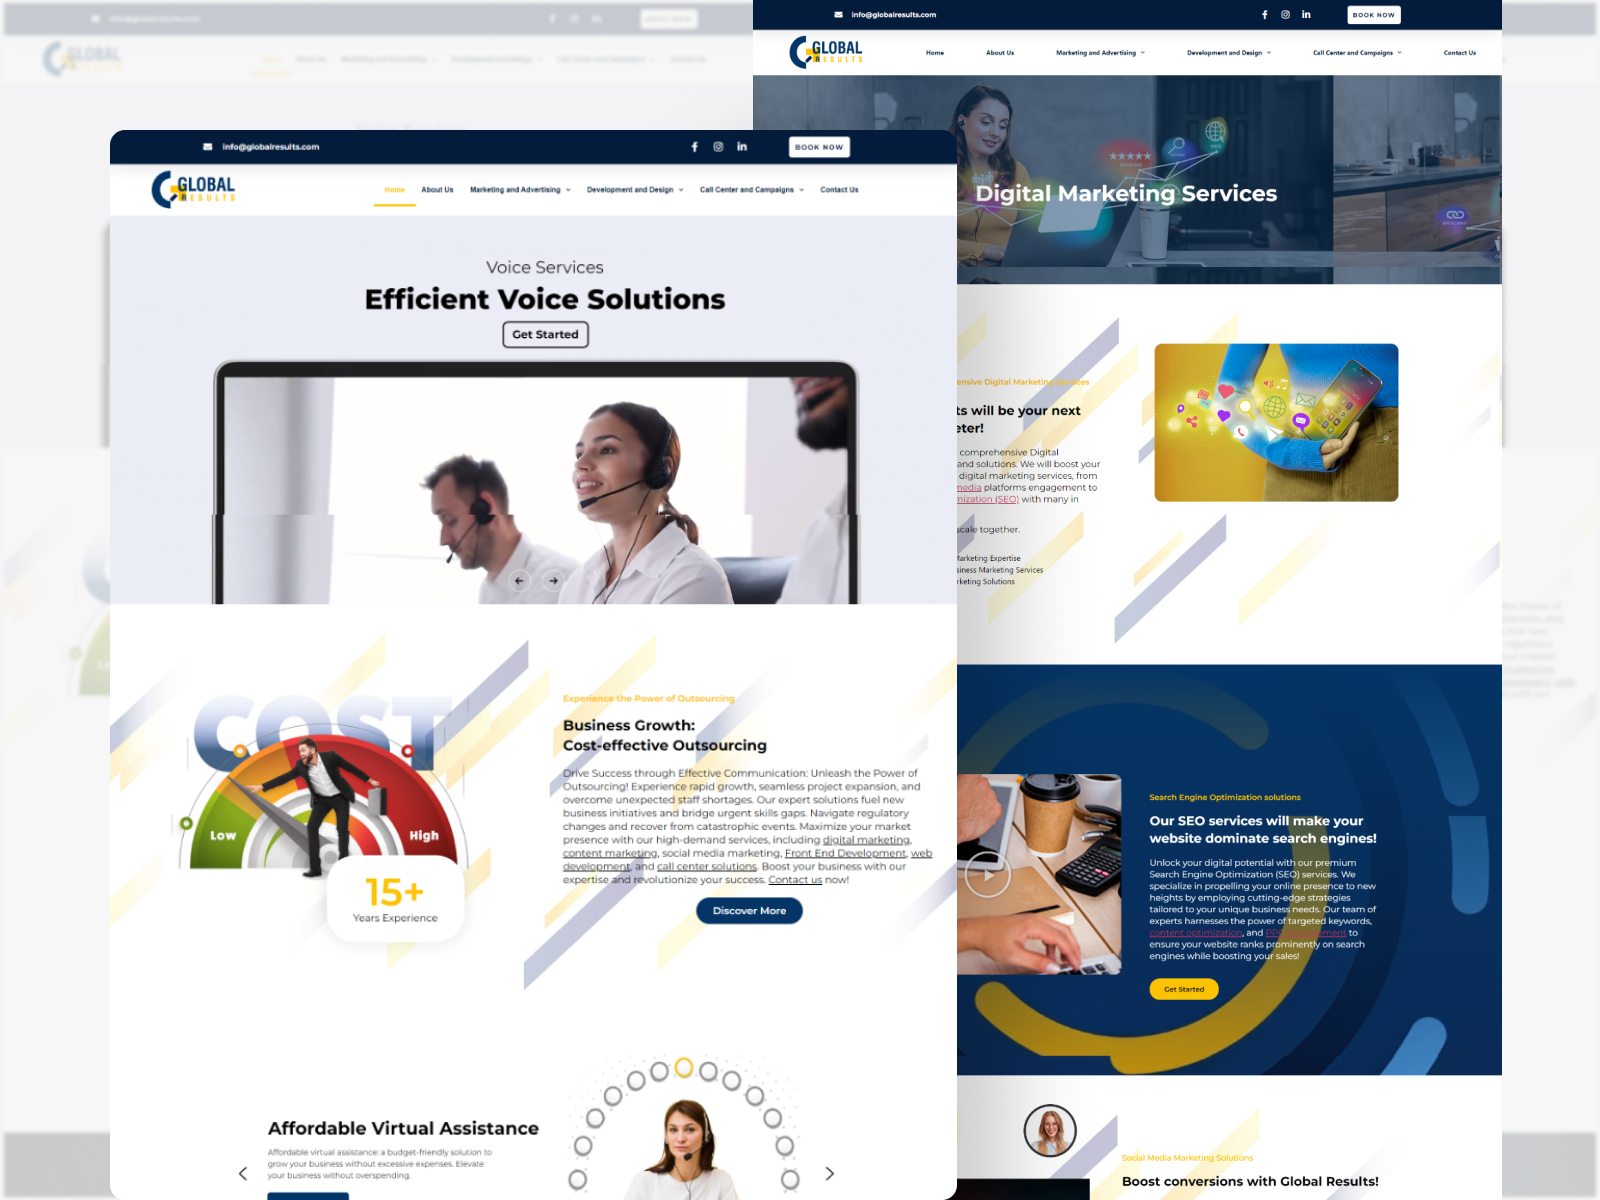 info@globalresults.com
BOOK NOW
GLOBAL
RESULTS
Home
About Us
Marketing and Advertising
Development and Design
Call Center and Campaigns
Contact Us
Digital Marketing Services
ensive Digital Marketing Services
ts will be your next
eter!
comprehensive Digital
and solutions. We will boost your
digital marketing services, from
media platforms engagement to
mization (SEO) with many in
scale together.
Marketing Expertise
siness Marketing Services
rketing Solutions
Search Engine Optimization solutions
Our SEO services will make your
website dominate search engines!
Unlock your digital potential with our premium
Search Engine Optimization (SEO) services. We
specialize in propelling your online presence to new
heights by employing cutting-edge strategies
tailored to your unique business needs. Our team of
experts harnesses the power of targeted keywords,
content optimization, and PPC to
ensure your website ranks prominently on search
engines while boosting your sales!
Get Started
Social Media Marketing Solutions
Boost conversions with Global Results!
info@globalresults.com
BOOK NOW
GLOBAL
RESULTS
Home
About Us
Marketing and Advertising
Development and Design
Call Center and Campaigns
Contact Us
Voice Services
Efficient Voice Solutions
Get Started
COST
Low
High
15+
Years Experience
Experience the Power of Outsourcing
Business Growth:
Cost-effective Outsourcing
Drive Success through Effective Communication: Unleash the Power of
Outsourcing! Experience rapid growth, seamless project expansion, and
overcome unexpected staff shortages. Our expert solutions fuel new
business initiatives and bridge urgent skills gaps. Navigate regulatory
changes and recover from catastrophic events. Maximize your market
presence with our high-demand services, including digital marketing,
content marketing, social media marketing, Front End Development, web
development, and call center solutions. Boost your business with our
expertise and revolutionize your success. Contact us now!
Discover More
Affordable Virtual Assistance
Affordable virtual assistance: a budget-friendly solution to
grow your business without excessive expenses. Elevate
your business without overspending.